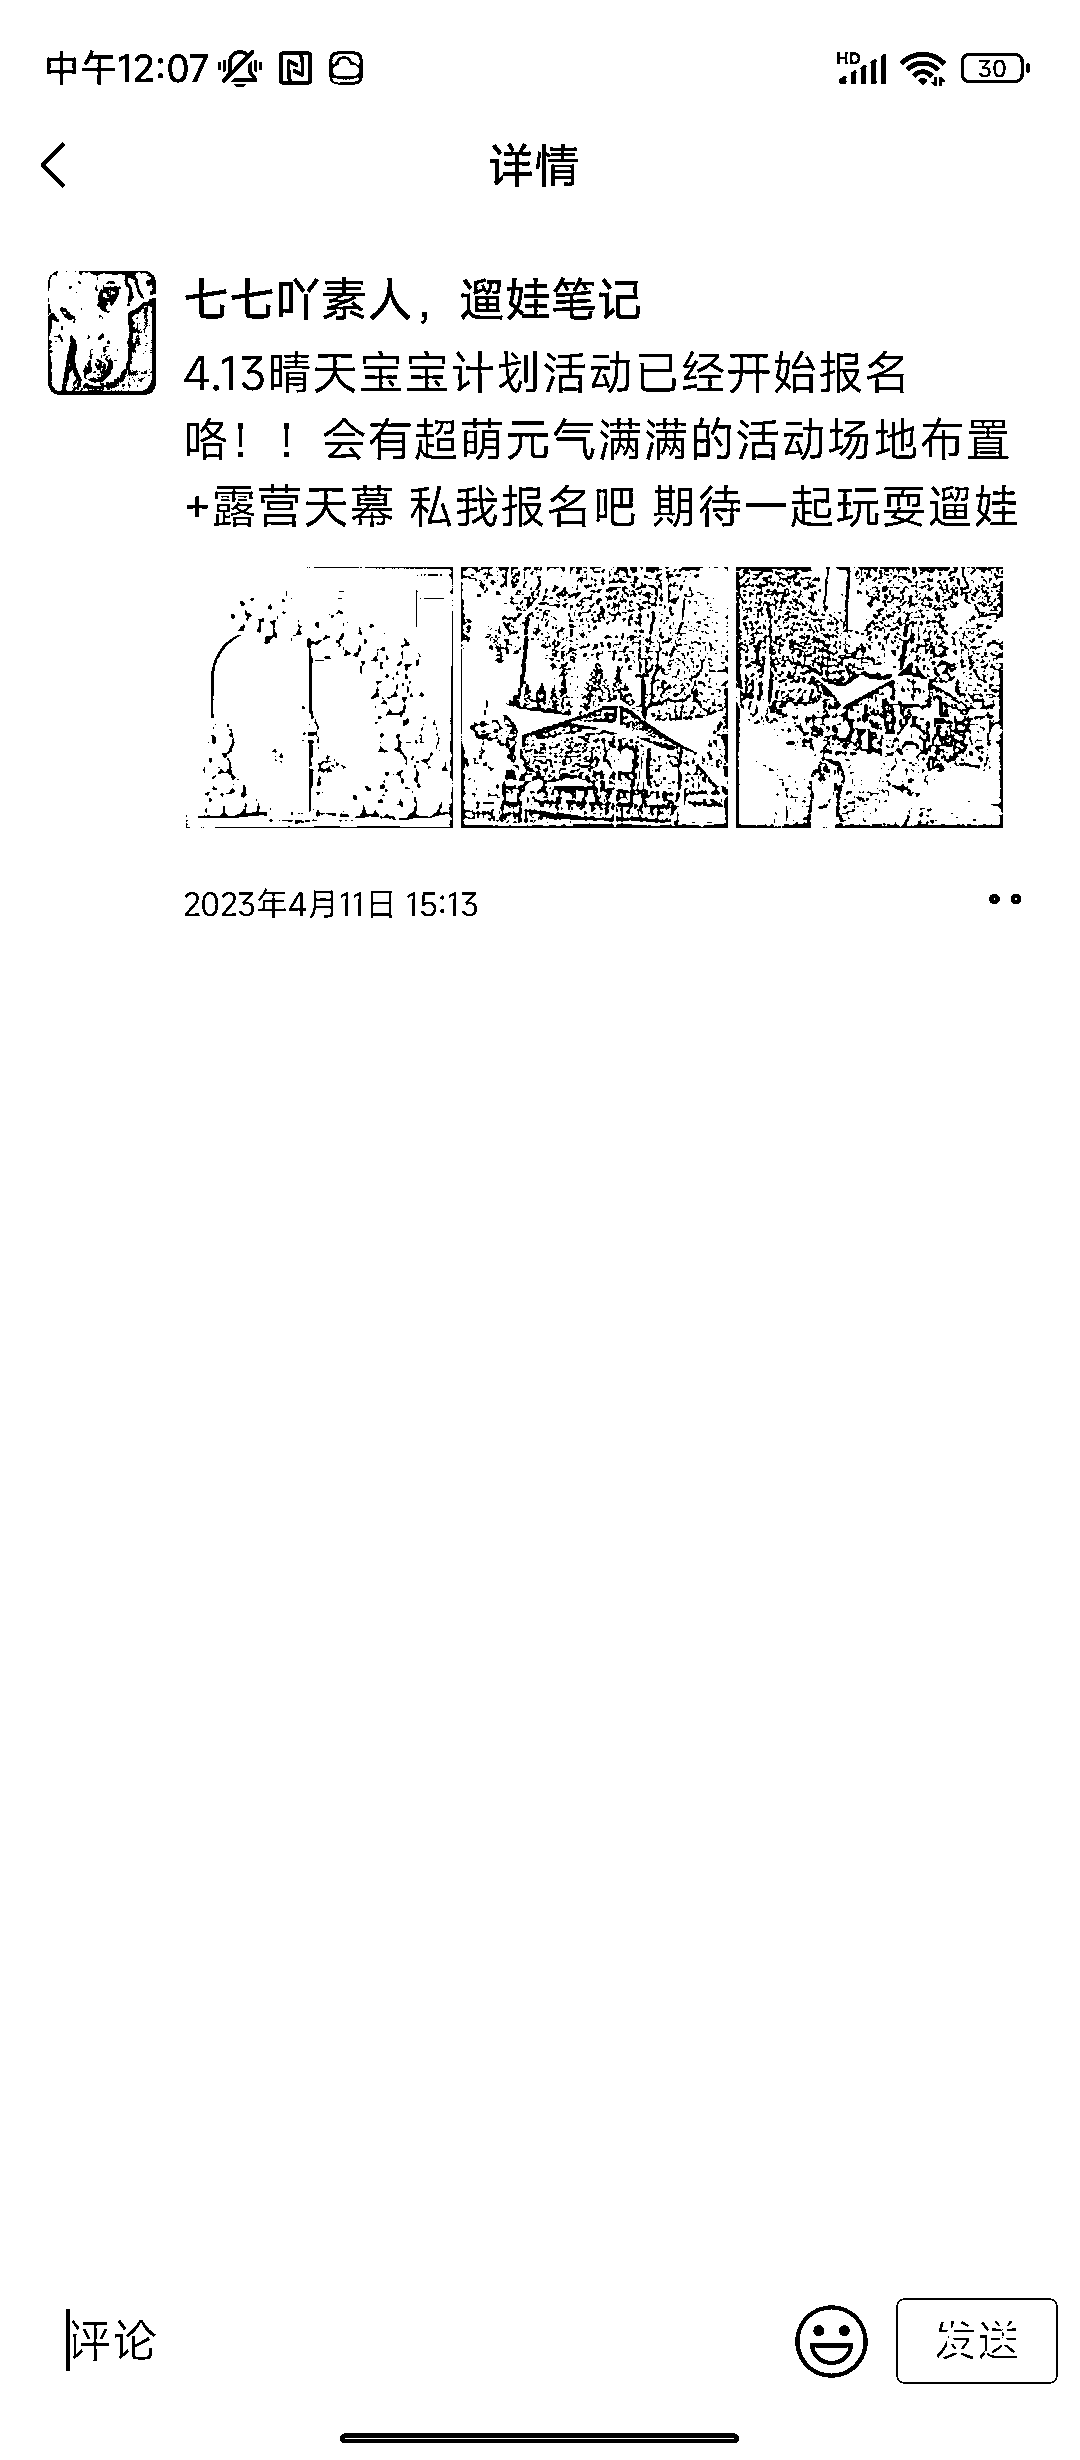 中午12:07
HD
30
详情
七七吖素人，遛娃笔记
4.13晴天宝宝计划活动已经开始报名
咯！！会有超萌元气满满的活动场地布置
+露营天幕 私我报名吧 期待一起玩耍遛娃
2023年4月11日 15:13
评论
发送